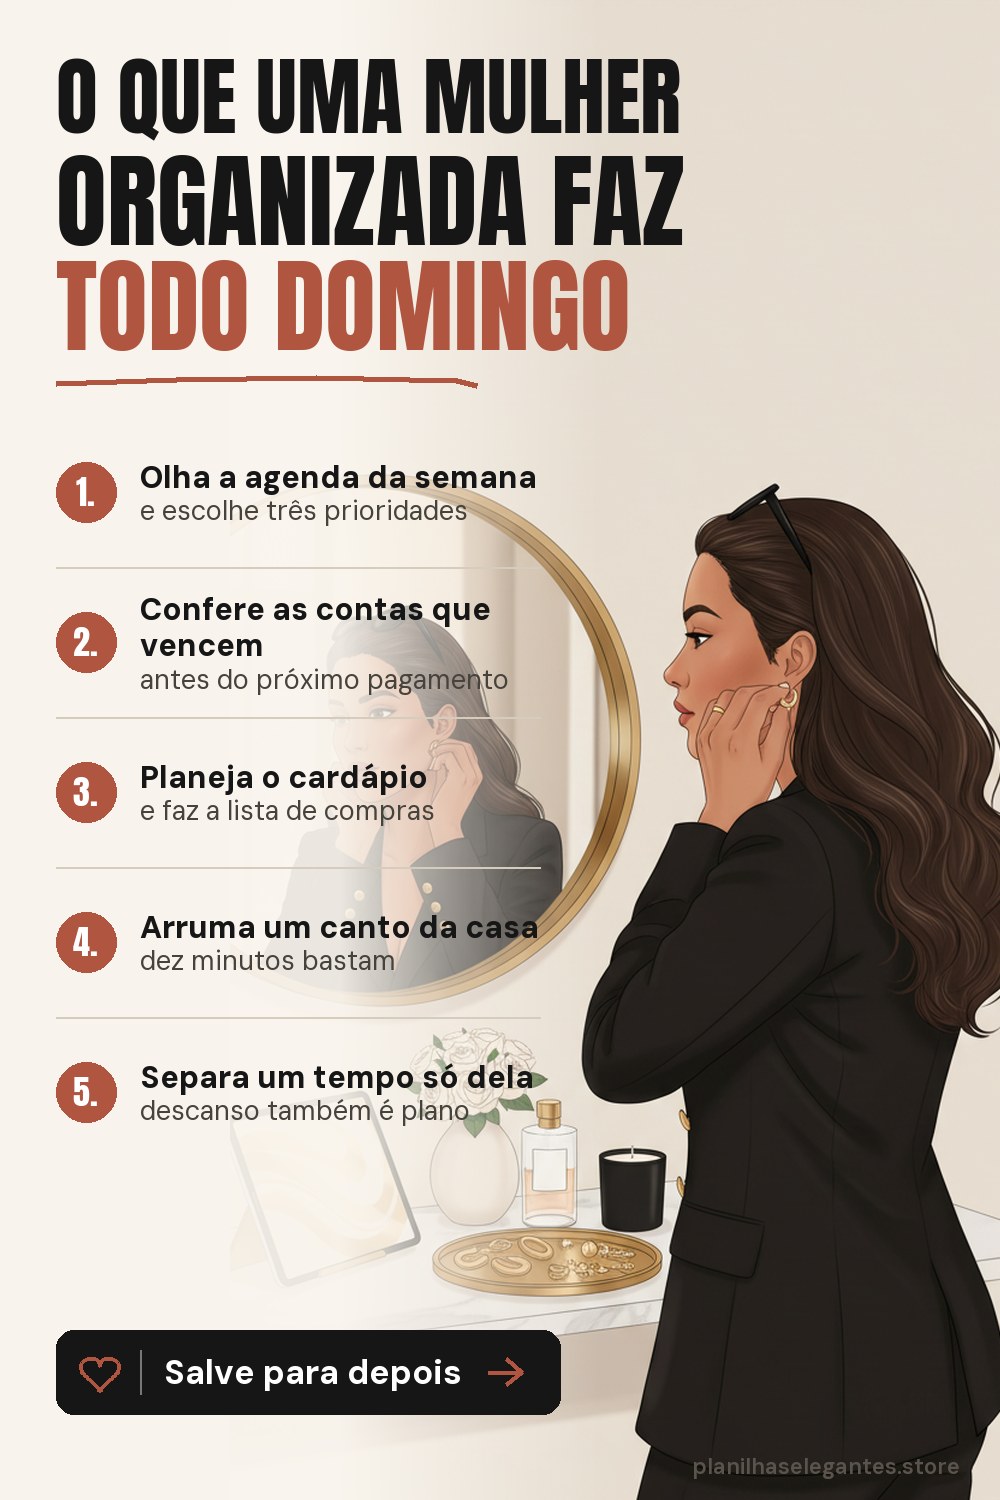 O QUE UMA MULHER
ORGANIZADA FAZ
TODO DOMINGO
1. Olha a agenda da semana
e escolhe três prioridades
2. Confere as contas que
vencem
antes do próximo pagamento
3. Planeja o cardápio
e faz a lista de compras
4. Arruma um canto da casa
dez minutos bastam
5. Separa um tempo só dela
descanso também é plano
Salve para depois
planilhaselegantes.store